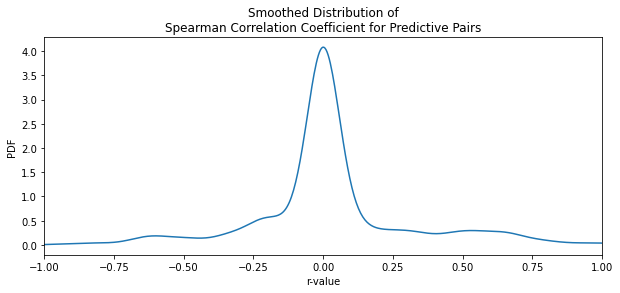 Smoothed Distribution of
Spearman Correlation Coefficient for Predictive Pairs
PDF
4.0
3.5
3.0
2.5
2.0
1.5
1.0
0.5
0.0
−1.00 −0.75 −0.50 −0.25 0.00 0.25 0.50 0.75 1.00
r-value